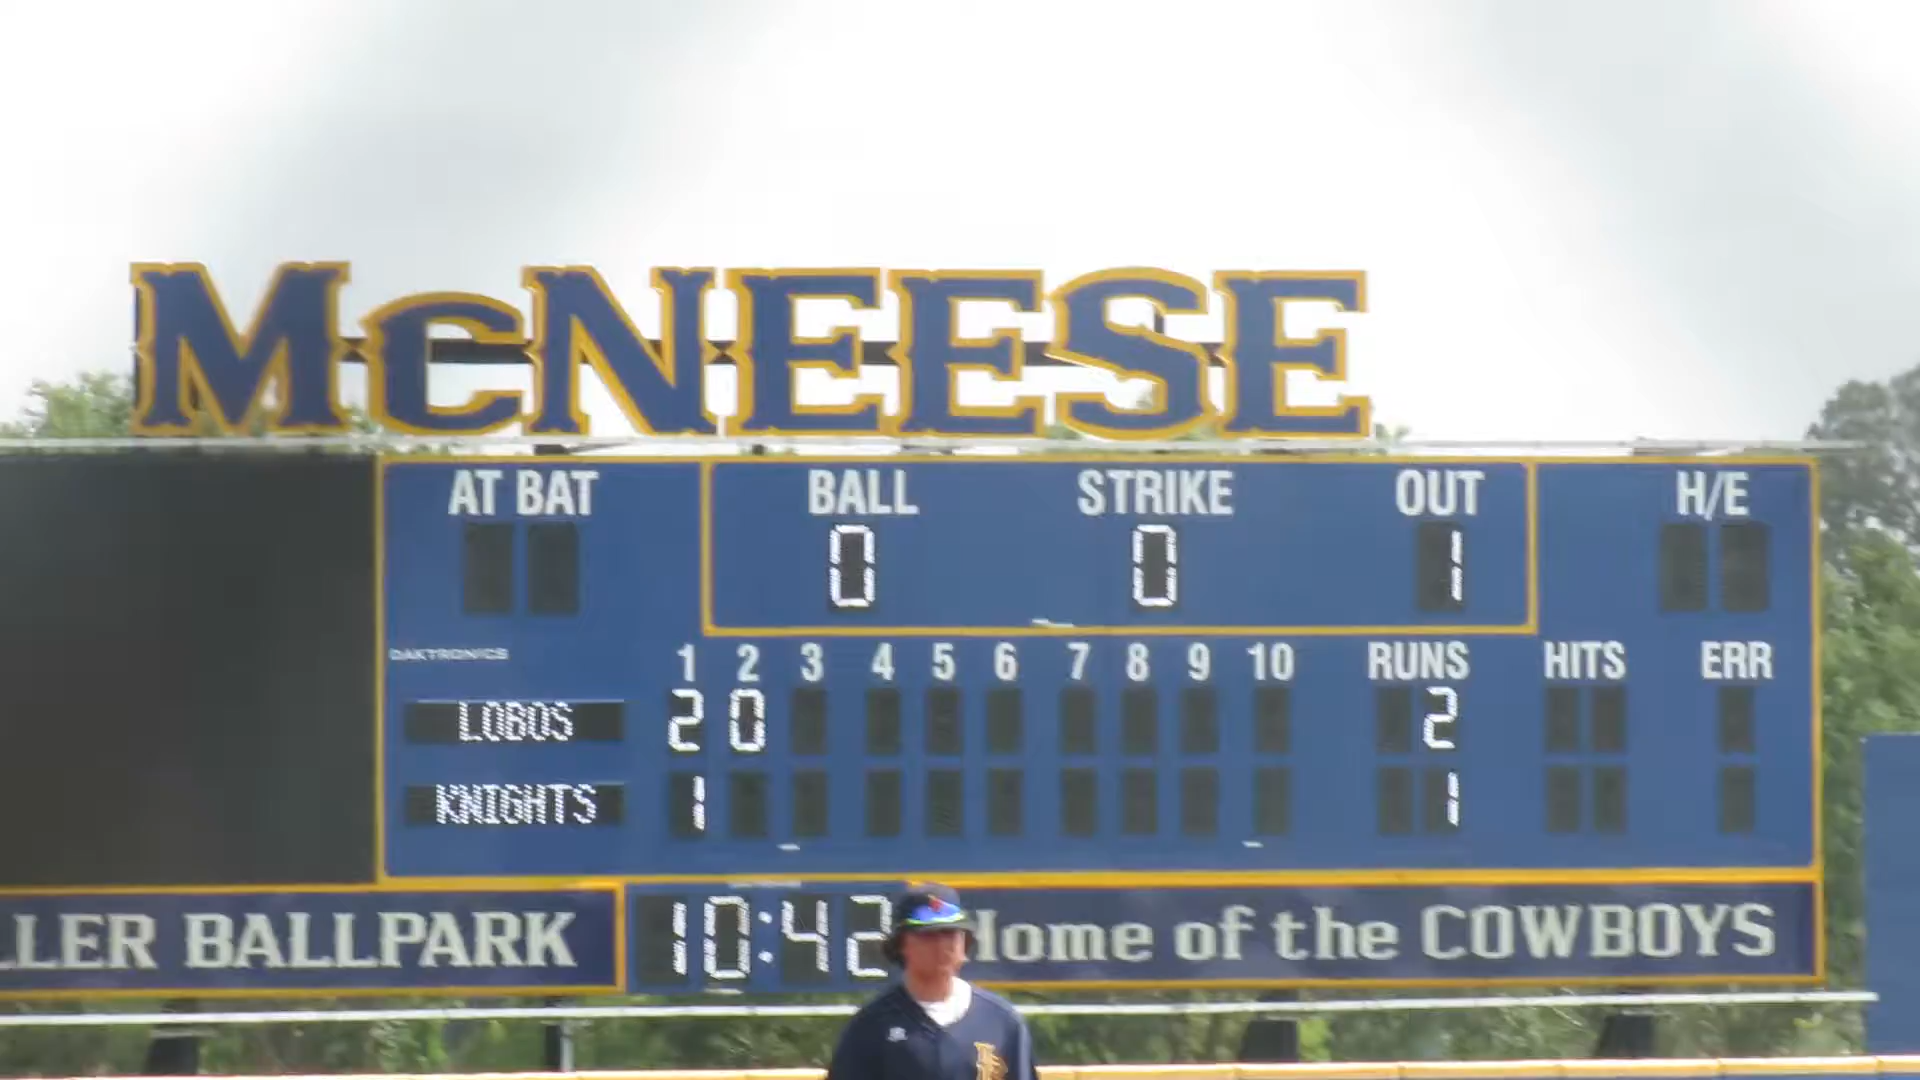 McNEESE
AT BAT BALL STRIKE OUT H/E
0 0 1
DAKTRONICS 1 2 3 4 5 6 7 8 9 10 RUNS HITS ERR
LOBOS 2 0 2
KNIGHTS 1 1
BALLPARK 10:42 Home of the COWBOYS